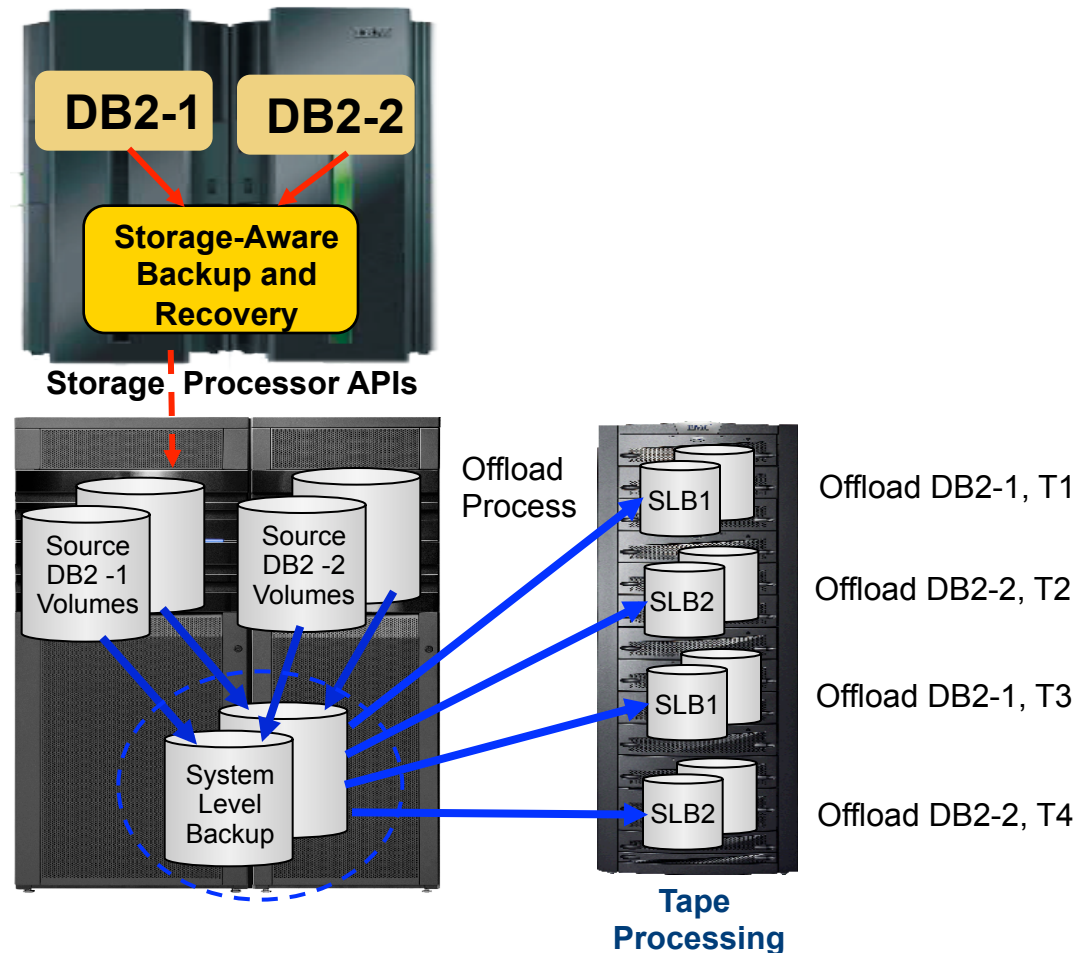 DB2-1
DB2-2
Storage-Aware
Backup and
Recovery
Storage Processor APIs
Source
DB2 -1
Volumes
Source
DB2 -2
Volumes
System
Level
Backup
Offload
Process
SLB1
Offload DB2-1, T1
SLB2
Offload DB2-2, T2
SLB1
Offload DB2-1, T3
SLB2
Offload DB2-2, T4
Tape
Processing